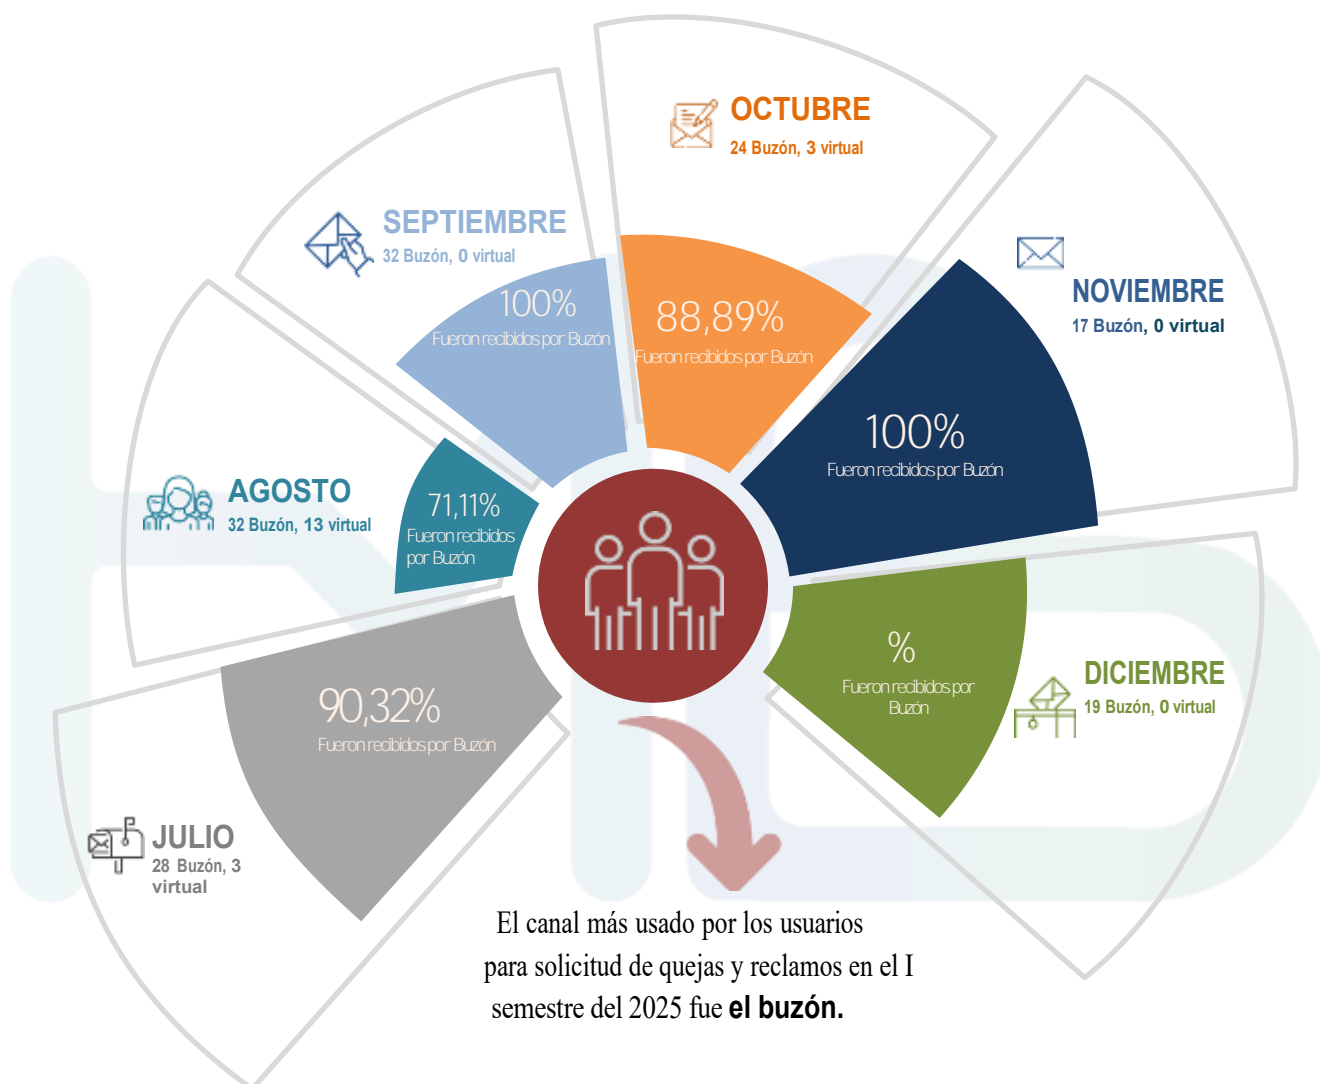 OCTUBRE
24 Buzón, 3 virtual
SEPTIEMBRE
32 Buzón, 0 virtual
NOVIEMBRE
17 Buzón, 0 virtual
100%
Fueron recibidos por Buzón
88,89%
Fueron recibidos por Buzón
100%
Fueron recibidos por Buzón
AGOSTO
32 Buzón, 13 virtual
71,11%
Fueron recibidos
por Buzón
%
Fueron recibidos por
Buzón
DICIEMBRE
19 Buzón, 0 virtual
90,32%
Fueron recibidos por Buzón
JULIO
28 Buzón, 3
virtual
El canal más usado por los usuarios
para solicitud de quejas y reclamos en el I
semestre del 2025 fue el buzón.